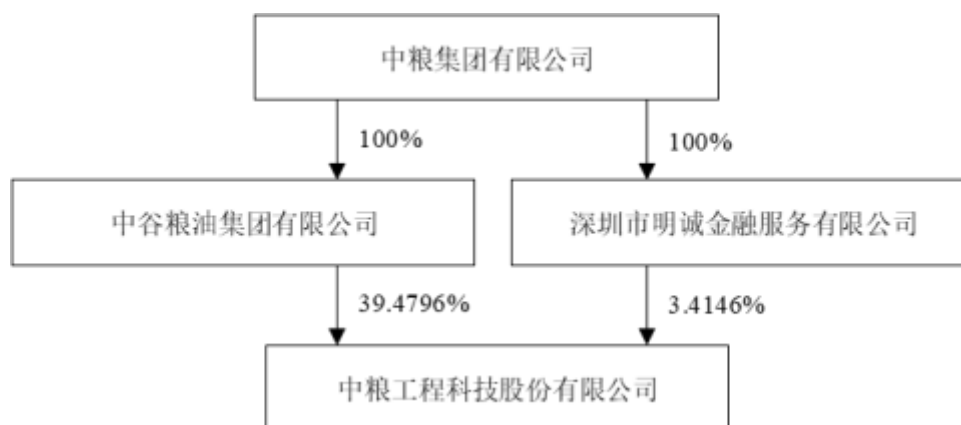 中粮集团有限公司
100%
100%
中谷粮油集团有限公司
深圳市明诚金融服务有限公司
39.4796%
3.4146%
中粮工程科技股份有限公司